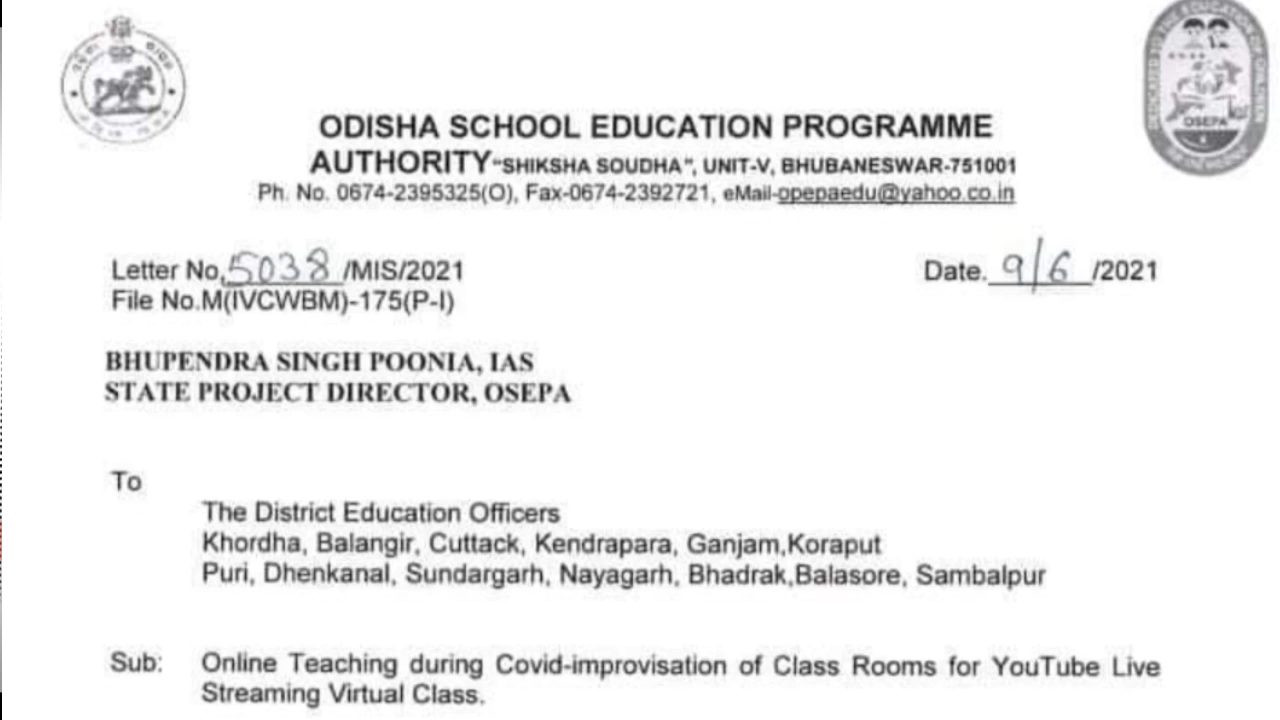 ODISHA SCHOOL EDUCATION PROGRAMME
AUTHORITY "SHIKSHA SOUDHA", UNIT-V, BHUBANESWAR-751001
Ph. No. 0674-2395325(O), Fax-0674-2392721, eMail-opepaedu@yahoo.co.in
Letter No. 5038 /MIS/2021
Date. 9/6 /2021
File No.M(IVCWBM)-175(P-I)
BHUPENDRA SINGH POONIA, IAS
STATE PROJECT DIRECTOR, OSEPA
To
The District Education Officers
Khordha, Balangir, Cuttack, Kendrapara, Ganjam,Koraput
Puri, Dhenkanal, Sundargarh, Nayagarh, Bhadrak,Balasore, Sambalpur
Sub: Online Teaching during Covid-improvisation of Class Rooms for YouTube Live
Streaming Virtual Class.
OSEPA